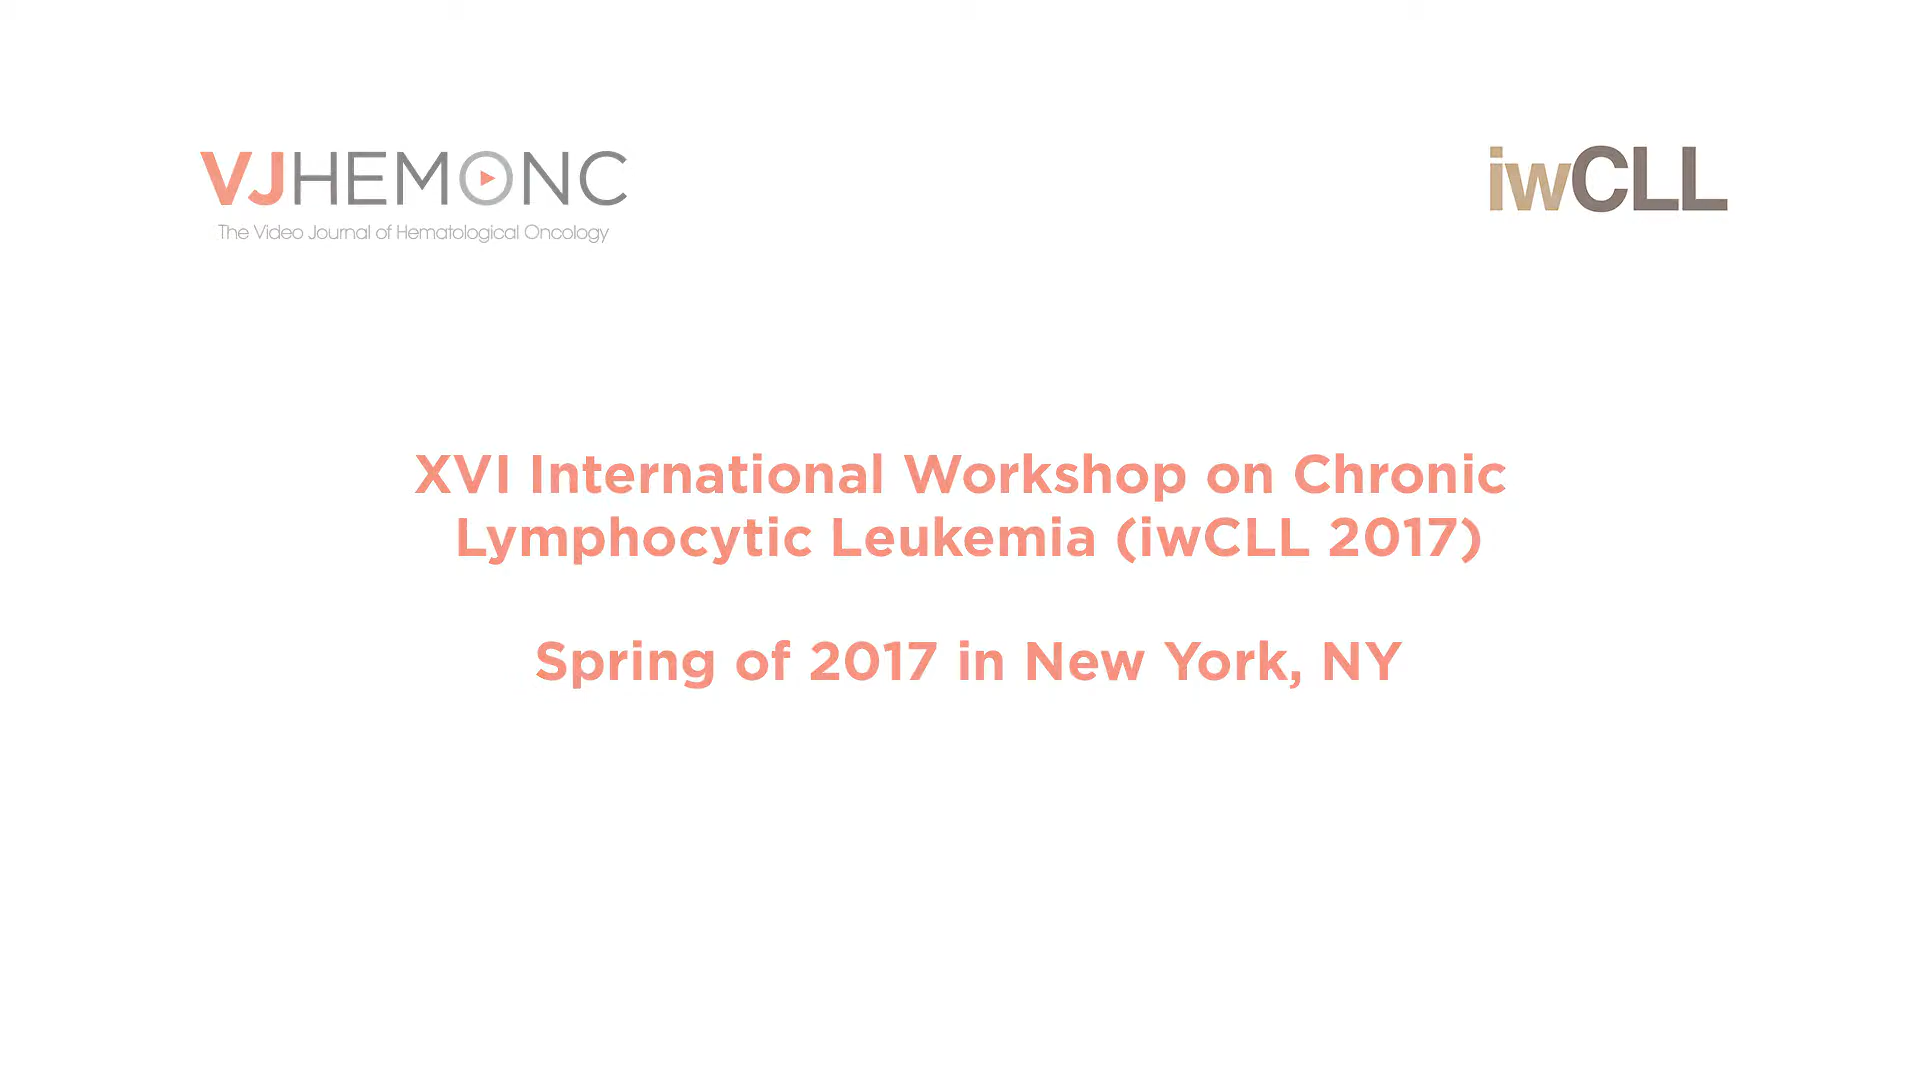 VJHEMONC
The Video Journal of Hematological Oncology
iwCLL
XVI International Workshop on Chronic
Lymphocytic Leukemia (iwCLL 2017)
Spring of 2017 in New York, NY